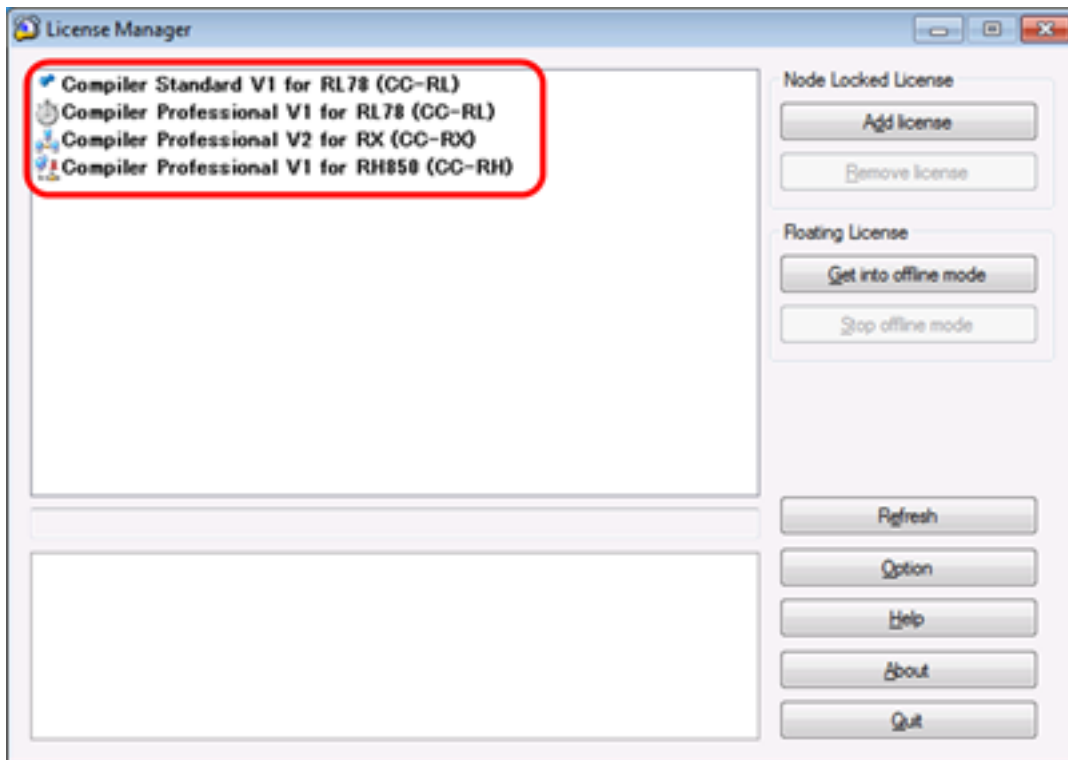 License Manager
Compiler Standard V1 for RL78 (CC-RL)
Compiler Professional V1 for RL78 (CC-RL)
Compiler Professional V2 for RX (CC-RX)
Compiler Professional V1 for RH850 (CC-RH)
Node Locked License
Add license
Remove license
Floating License
Get into offline mode
Stop offline mode
Refresh
Option
Help
About
Quit